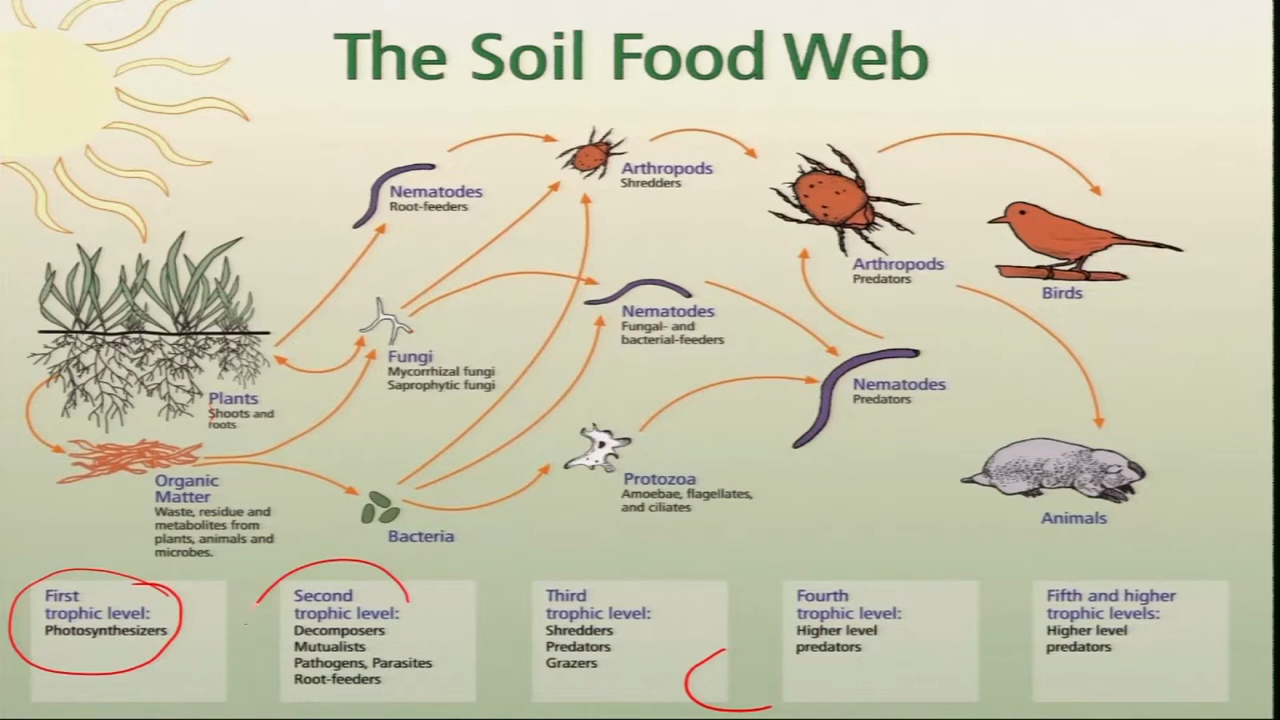 The Soil Food Web
Arthropods
Shredders
Nematodes
Root-feeders
Arthropods
Predators
Birds
Nematodes
Fungal- and
bacterial-feeders
Fungi
Mycorrhizal fungi
Saprophytic fungi
Nematodes
Predators
Plants
Shoots and
roots
Organic
Matter
Waste, residue and
metabolites from
plants, animals and
microbes.
Protozoa
Amoebae, flagellates,
and ciliates
Bacteria
Animals
First
trophic level:
Photosynthesizers
Second
trophic level:
Decomposers
Mutualists
Pathogens, Parasites
Root-feeders
Third
trophic level:
Shredders
Predators
Grazers
Fourth
trophic level:
Higher level
predators
Fifth and higher
trophic levels:
Higher level
predators